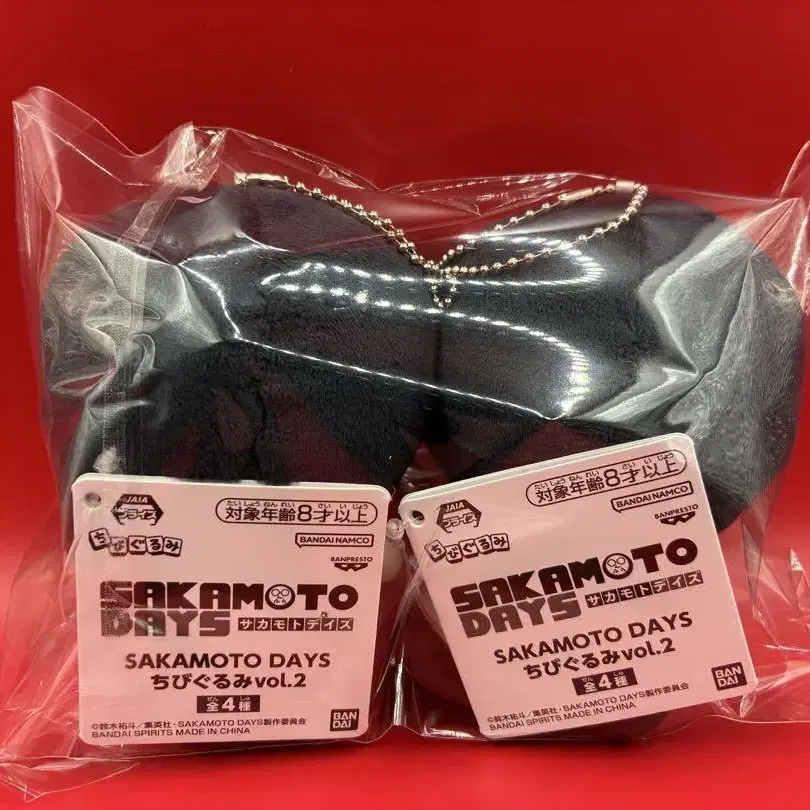 JAIA
プライズ
たいしょうねんれい さい いじょう
対象年齢8才以上
BANDAI NAMCO
ちびぐるみ
BANPRESTO
SAKAMOTO
DAYS サカモトデイズ
SAKAMOTO DAYS
ちびぐるみvol.2
ぜん しゅ
全4種
©鈴木祐斗/集英社・SAKAMOTO DAYS製作委員会
BANDAI SPIRITS MADE IN CHINA
BAN
DAI
JAIA
プライズ
たいしょうねんれい さい いじょう
対象年齢8才以上
BANDAI NAMCO
ちびぐるみ
BANPRESTO
SAKAMOTO
DAYS サカモトデイズ
SAKAMOTO DAYS
ちびぐるみvol.2
ぜん しゅ
全4種
©鈴木祐斗/集英社・SAKAMOTO DAYS製作委員会
BANDAI SPIRITS MADE IN CHINA
BAN
DAI